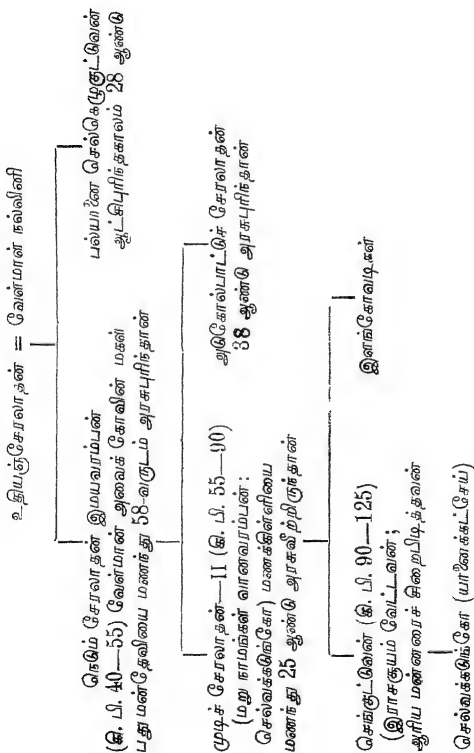 உதியஞ்சேரலாதன் = வேள்மான் நல்லினி
நெடும் சேரலாதன் இமயவரம்பன்
(கி. பி. 40—55) வேள்மான் அவைக் கோவின் மகள்
பதுமன்தேவியை மணந்து 58-வருடம் அரசுபுரிந்தான்
பல்யானை செல்கெழுகுட்டுவன்
ஆட்சிபுரிந்தகாலம் 28 ஆண்டு
முடிச் சேரலாதன்—II (கி. பி. 55—90)
(மறு நாமங்கள் வானவரம்பன் :
செல்வக்கடுங்கோ) மணக்கிள்ளியை
மணந்து 25 ஆண்டு அரசுவீற்றிருந்தான்
அடுகோல்பாட்டுச் சேரலாதன்
38 ஆண்டு அரசுபுரிந்தான்
செங்குட்டுவன் (கி. பி. 90—125)
(இராசசூயம் வேட்டவன் ;
ஆரிய மன்னரைச் சிறைபிடித்தவன்
இளங்கோவடிகள்
செல்வக்கடுங்கோ (யானைக்கட்சேய்)